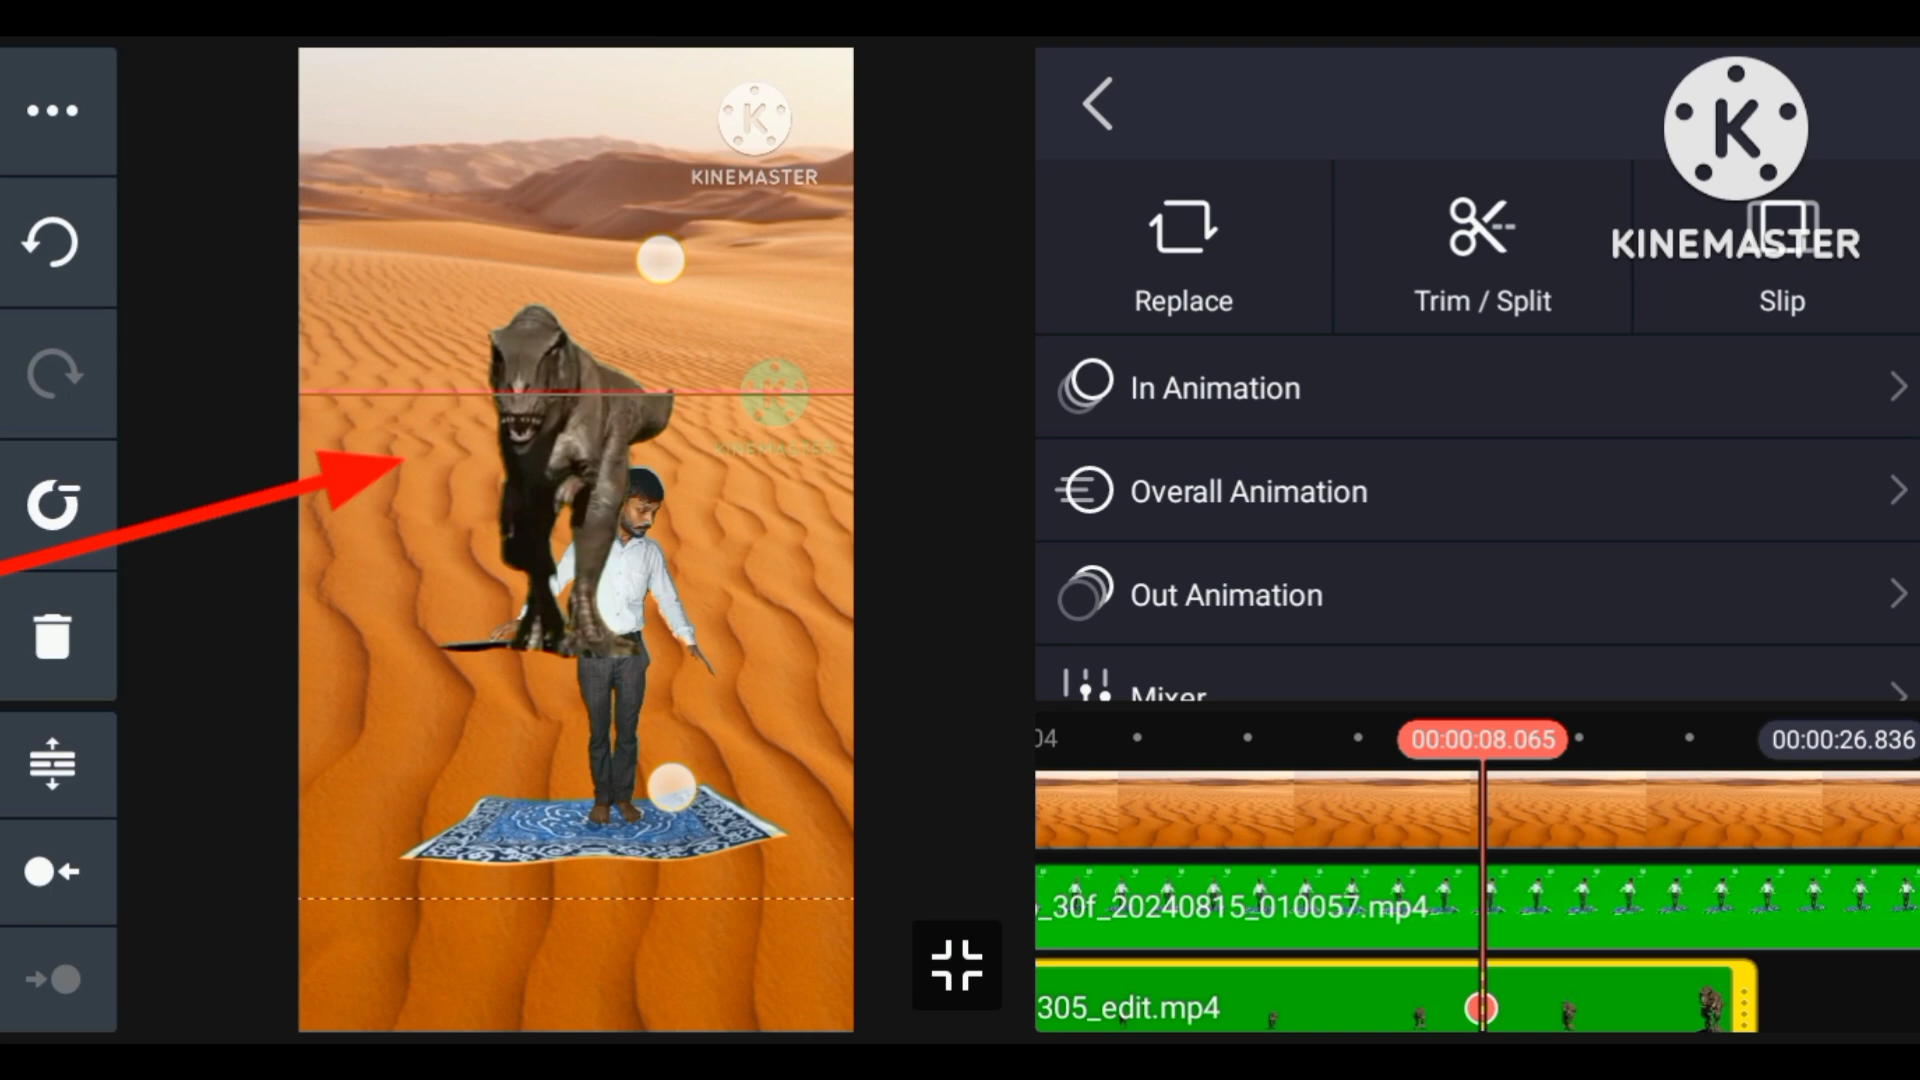 K
KINEMASTER
K
KINEMASTER
K
KINEMASTER
Replace
Trim / Split
Slip
In Animation
Overall Animation
Out Animation
Mixer
04
00:00:08.065
00:00:26.836
_30f_20240815_010057.mp4
305_edit.mp4